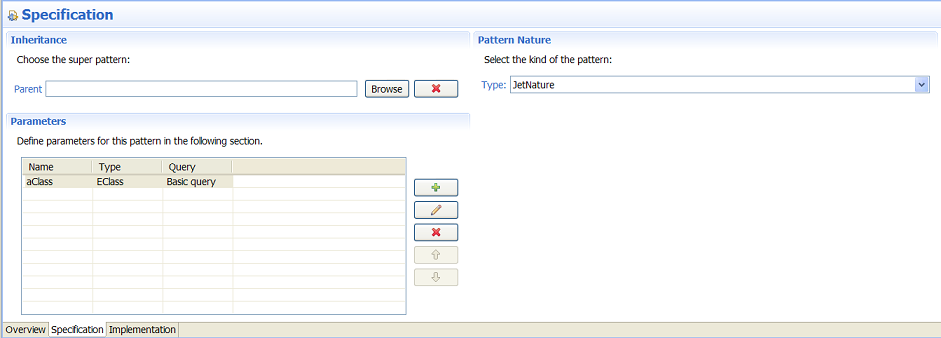 Specification
Inheritance
Choose the super pattern:
Parent
Browse
Pattern Nature
Select the kind of the pattern:
Type: JetNature
Parameters
Define parameters for this pattern in the following section.
Name Type Query
aClass EClass Basic query
Overview Specification Implementation